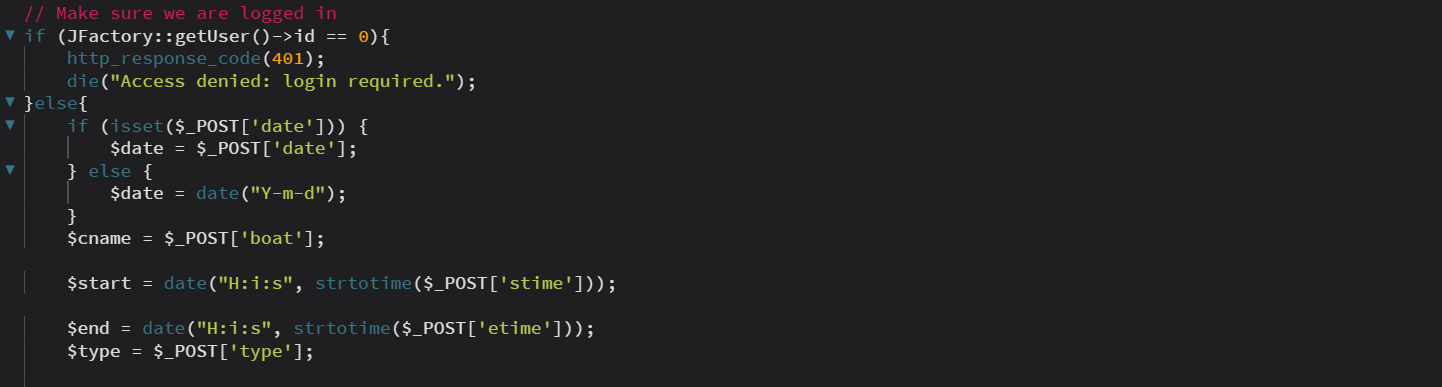 // Make sure we are logged in
if (JFactory::getUser()->id == 0){
http_response_code(401);
die("Access denied: login required.");
}else{
if (isset($_POST['date'])) {
$date = $_POST['date'];
} else {
$date = date("Y-m-d");
}
$cname = $_POST['boat'];
$start = date("H:i:s", strtotime($_POST['stime']));
$end = date("H:i:s", strtotime($_POST['etime']));
$type = $_POST['type'];